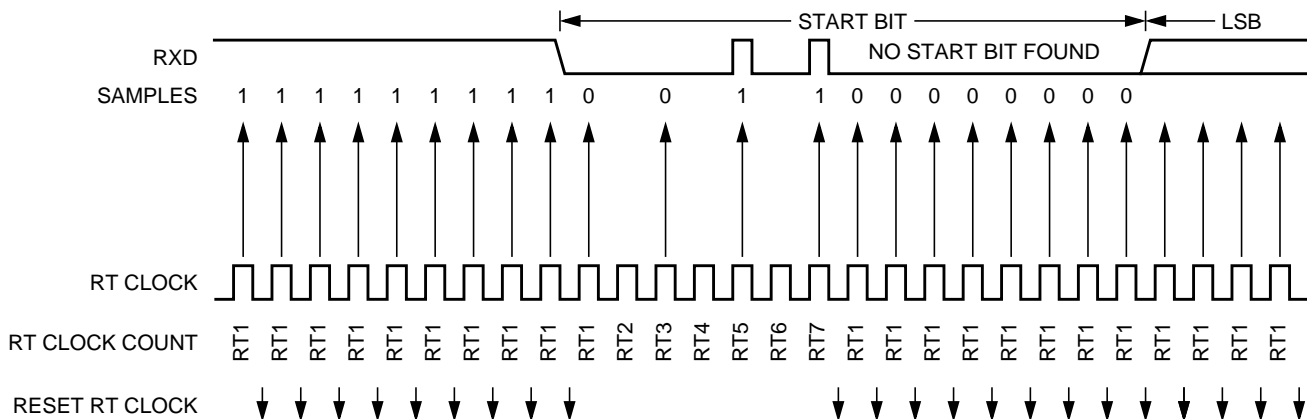 START BIT LSB
RXD NO START BIT FOUND
SAMPLES 1 1 1 1 1 1 1 1 1 0 0 1 1 0 0 0 0 0 0 0 0
RT CLOCK
RT CLOCK COUNT RT1 RT1 RT1 RT1 RT1 RT1 RT1 RT1 RT1 RT1 RT2 RT3 RT4 RT5 RT6 RT7 RT1 RT1 RT1 RT1 RT1 RT1 RT1 RT1 RT1 RT1 RT1 RT1
RESET RT CLOCK